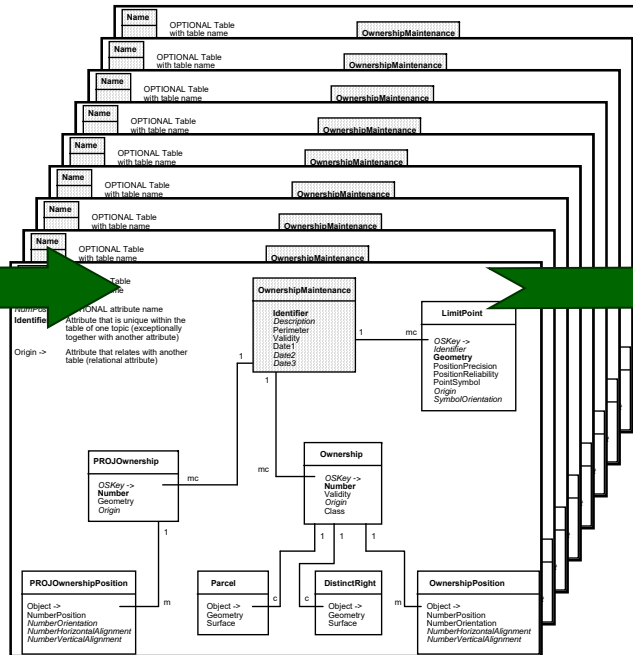 Name
OPTIONAL Table
with table name
OwnershipMaintenance
Name
OPTIONAL Table
with table name
OwnershipMaintenance
Name
OPTIONAL Table
with table name
OwnershipMaintenance
Name
OPTIONAL Table
with table name
OwnershipMaintenance
Name
OPTIONAL Table
with table name
OwnershipMaintenance
Name
OPTIONAL Table
with table name
OwnershipMaintenance
Name
OPTIONAL Table
with table name
OwnershipMaintenance
Name
OPTIONAL Table
with table name
OwnershipMaintenance
Table
attribute name
Attribute that is unique within the
table of one topic (exceptionally
together with another attribute)
Origin ->
Attribute that relates with another
table (relational attribute)
OwnershipMaintenance
Identifier
Description
Perimeter
Validity
Date1
Date2
Date3
1
mc
LimitPoint
OSKey ->
Identifier
Geometry
PositionPrecision
PositionReliability
PointSymbol
Origin
SymbolOrientation
1
1
PROJOwnership
OSKey ->
Number
Geometry
Origin
mc
mc
Ownership
OSKey ->
Number
Validity
Origin
Class
1
1
1
1
PROJOwnershipPosition
Object ->
NumberPosition
NumberOrientation
NumberHorizontalAlignment
NumberVerticalAlignment
m
Parcel
Object ->
Geometry
Surface
c
DistinctRight
Object ->
Geometry
Surface
c
OwnershipPosition
Object ->
NumberPosition
NumberOrientation
NumberHorizontalAlignment
NumberVerticalAlignment
m